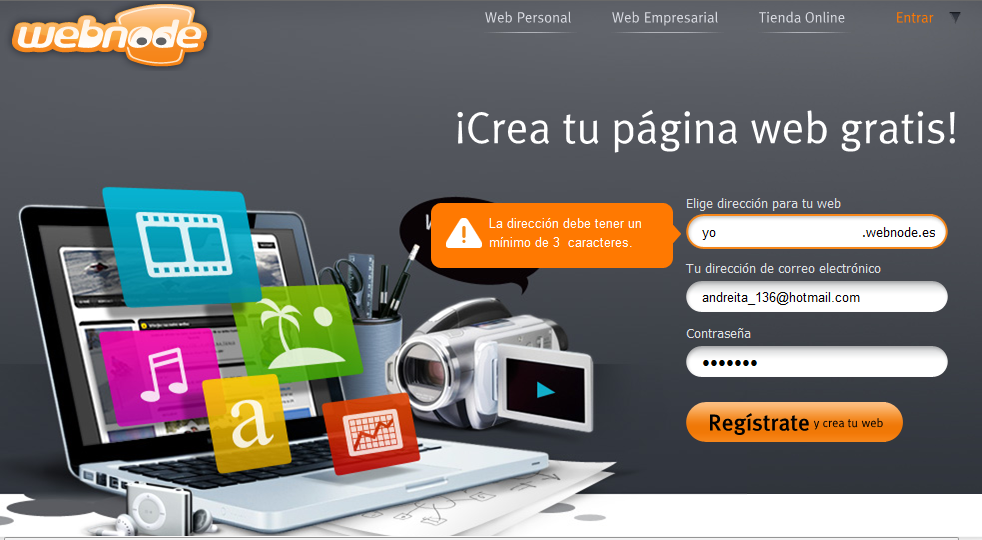 webnode
Web Personal
Web Empresarial
Tienda Online
Entrar
¡Crea tu página web gratis!
Elige dirección para tu web
La dirección debe tener un
mínimo de 3 caracteres.
yo .webnode.es
Tu dirección de correo electrónico
andreita_136@hotmail.com
Contraseña
•••••••
Regístrate y crea tu web
a